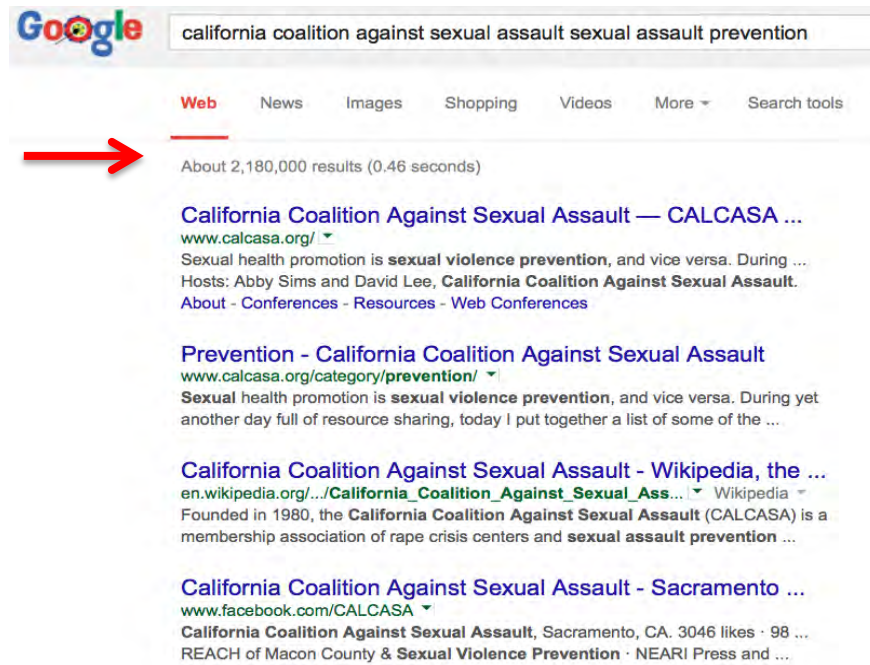 Google
california coalition against sexual assault sexual assault prevention
Web News Images Shopping Videos More Search tools
About 2,180,000 results (0.46 seconds)
California Coalition Against Sexual Assault — CALCASA ...
www.calcasa.org/
Sexual health promotion is sexual violence prevention, and vice versa. During ...
Hosts: Abby Sims and David Lee, California Coalition Against Sexual Assault.
About - Conferences - Resources - Web Conferences
Prevention - California Coalition Against Sexual Assault
www.calcasa.org/category/prevention/
Sexual health promotion is sexual violence prevention, and vice versa. During yet
another day full of resource sharing, today I put together a list of some of the ...
California Coalition Against Sexual Assault - Wikipedia, the ...
en.wikipedia.org/.../California_Coalition_Against_Sexual_Ass... Wikipedia
Founded in 1980, the California Coalition Against Sexual Assault (CALCASA) is a
membership association of rape crisis centers and sexual assault prevention ...
California Coalition Against Sexual Assault - Sacramento ...
www.facebook.com/CALCASA
California Coalition Against Sexual Assault, Sacramento, CA. 3046 likes · 98 ...
REACH of Macon County & Sexual Violence Prevention · NEARI Press and ...